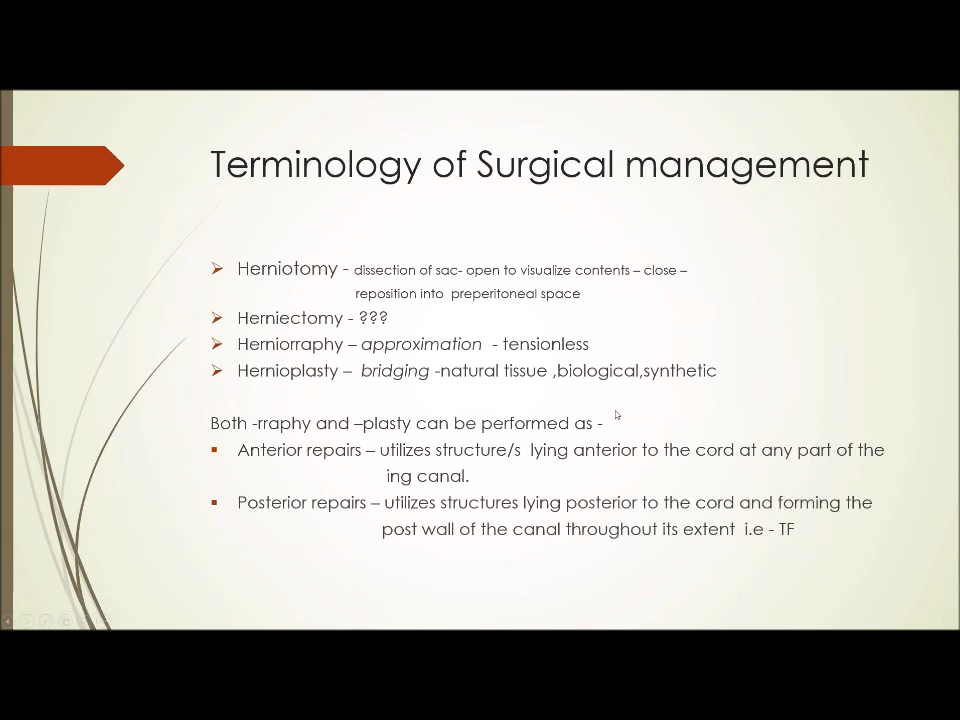 Terminology of Surgical management
Herniotomy - dissection of sac- open to visualize contents – close –
reposition into preperitoneal space
Herniectomy - ???
Herniorraphy – approximation - tensionless
Hernioplasty – bridging -natural tissue ,biological,synthetic
Both -rraphy and –plasty can be performed as -
Anterior repairs – utilizes structure/s lying anterior to the cord at any part of the
ing canal.
Posterior repairs – utilizes structures lying posterior to the cord and forming the
post wall of the canal throughout its extent i.e - TF